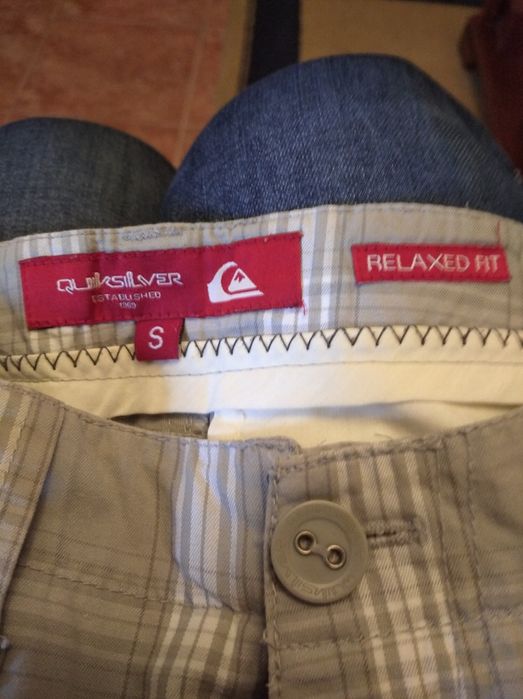 QUIKSILVER
ESTABLISHED
1969
RELAXED FIT
S